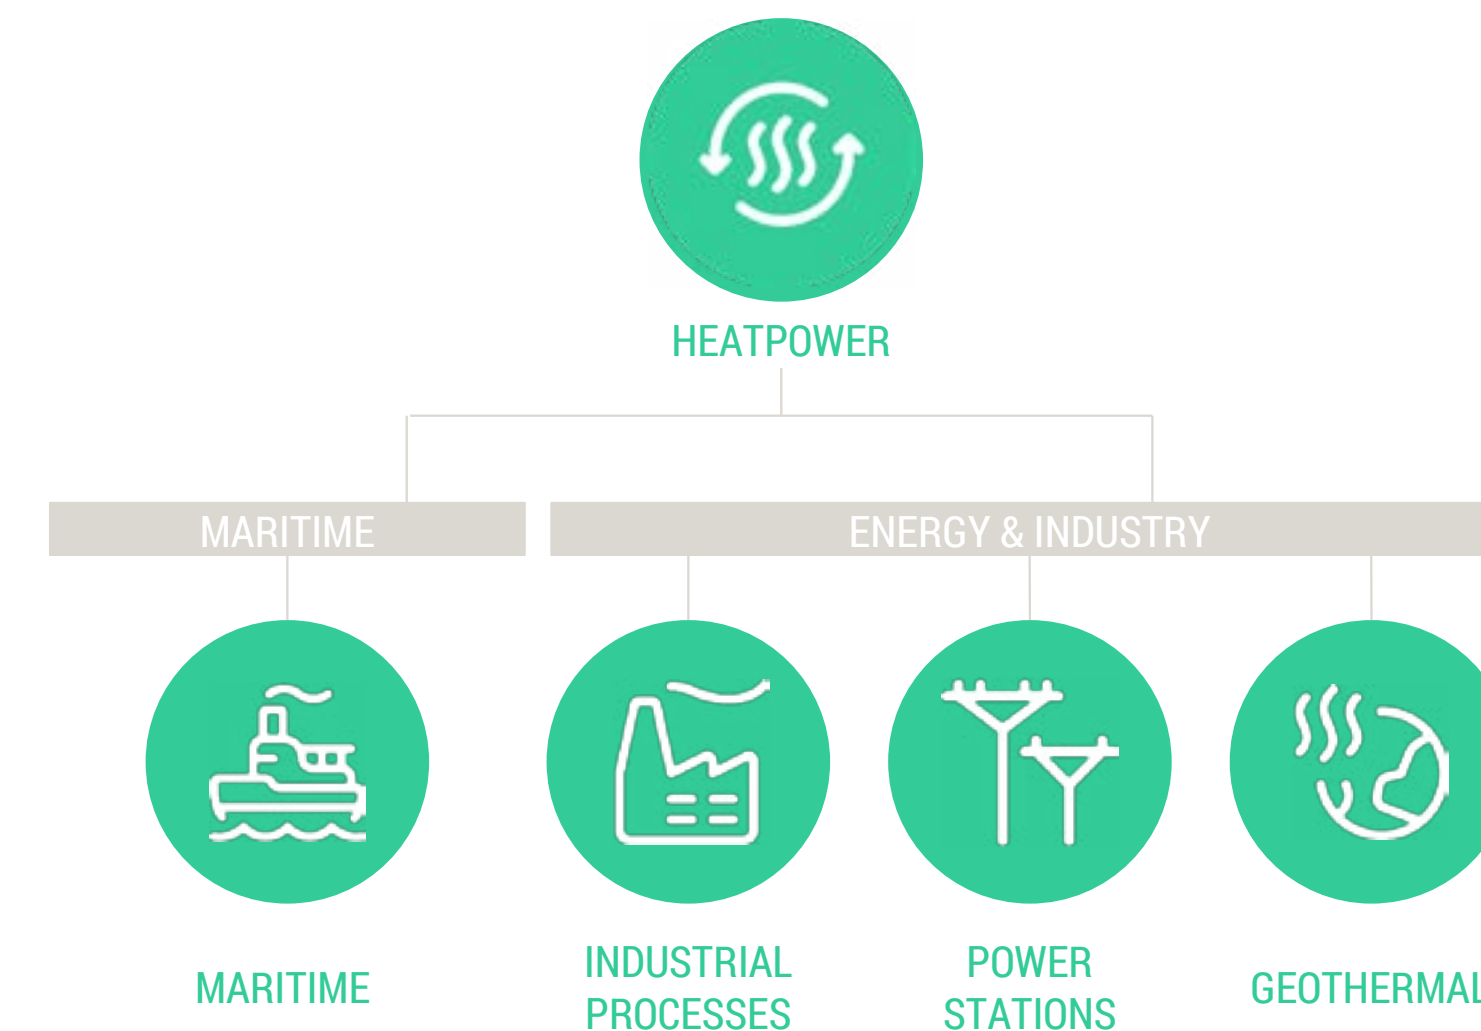 HEATPOWER
MARITIME
ENERGY & INDUSTRY
MARITIME
INDUSTRIAL
PROCESSES
POWER
STATIONS
GEOTHERMAL